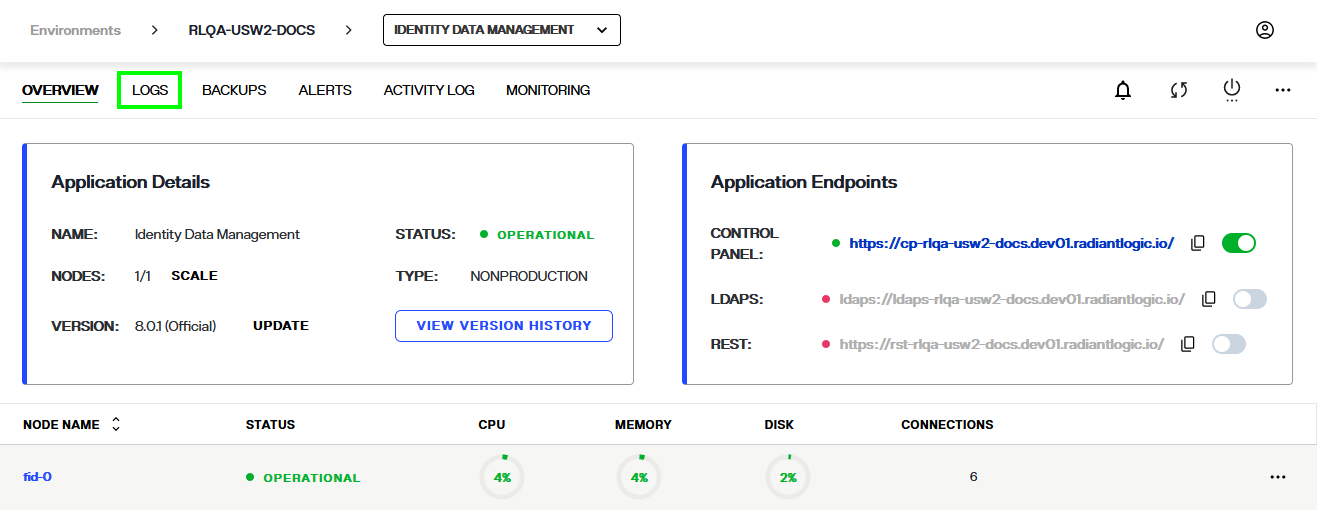 Environments > RLQA-USW2-DOCS > IDENTITY DATA MANAGEMENT
OVERVIEW LOGS BACKUPS ALERTS ACTIVITY LOG MONITORING
Application Details
NAME: Identity Data Management STATUS: OPERATIONAL
NODES: 1/1 SCALE TYPE: NONPRODUCTION
VERSION: 8.0.1 (Official) UPDATE VIEW VERSION HISTORY
Application Endpoints
CONTROL
PANEL: https://cp-rlqa-usw2-docs.dev01.radiantlogic.io/
LDAPS: ldaps://ldaps-rlqa-usw2-docs.dev01.radiantlogic.io/
REST: https://rst-rlqa-usw2-docs.dev01.radiantlogic.io/
NODE NAME STATUS CPU MEMORY DISK CONNECTIONS
fid-0 OPERATIONAL 4% 4% 2% 6